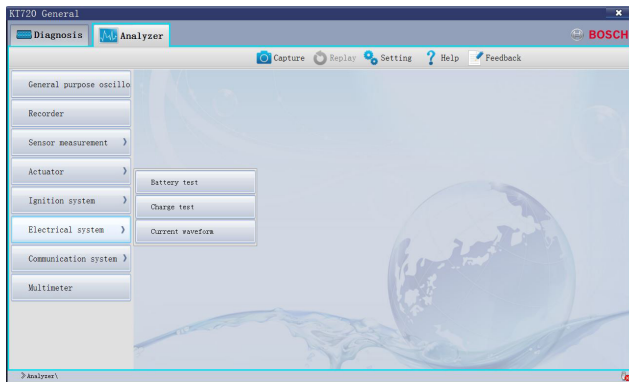 KT720 General
Diagnosis
Analyzer
BOSCH
Capture
Replay
Setting
Help
Feedback
General purpose oscillo
Recorder
Sensor measurement
Actuator
Ignition system
Electrical system
Communication system
Multimeter
Battery test
Charge test
Current waveform
Analyzer\